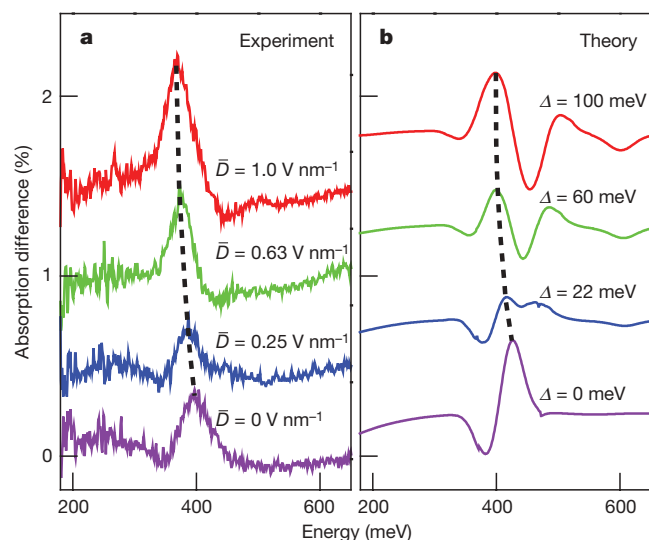 a Experiment
b Theory
Absorption difference (%)
2
1
0
D̄ = 1.0 V nm⁻¹
D̄ = 0.63 V nm⁻¹
D̄ = 0.25 V nm⁻¹
D̄ = 0 V nm⁻¹
Δ = 100 meV
Δ = 60 meV
Δ = 22 meV
Δ = 0 meV
200 400 600 200 400 600
Energy (meV)